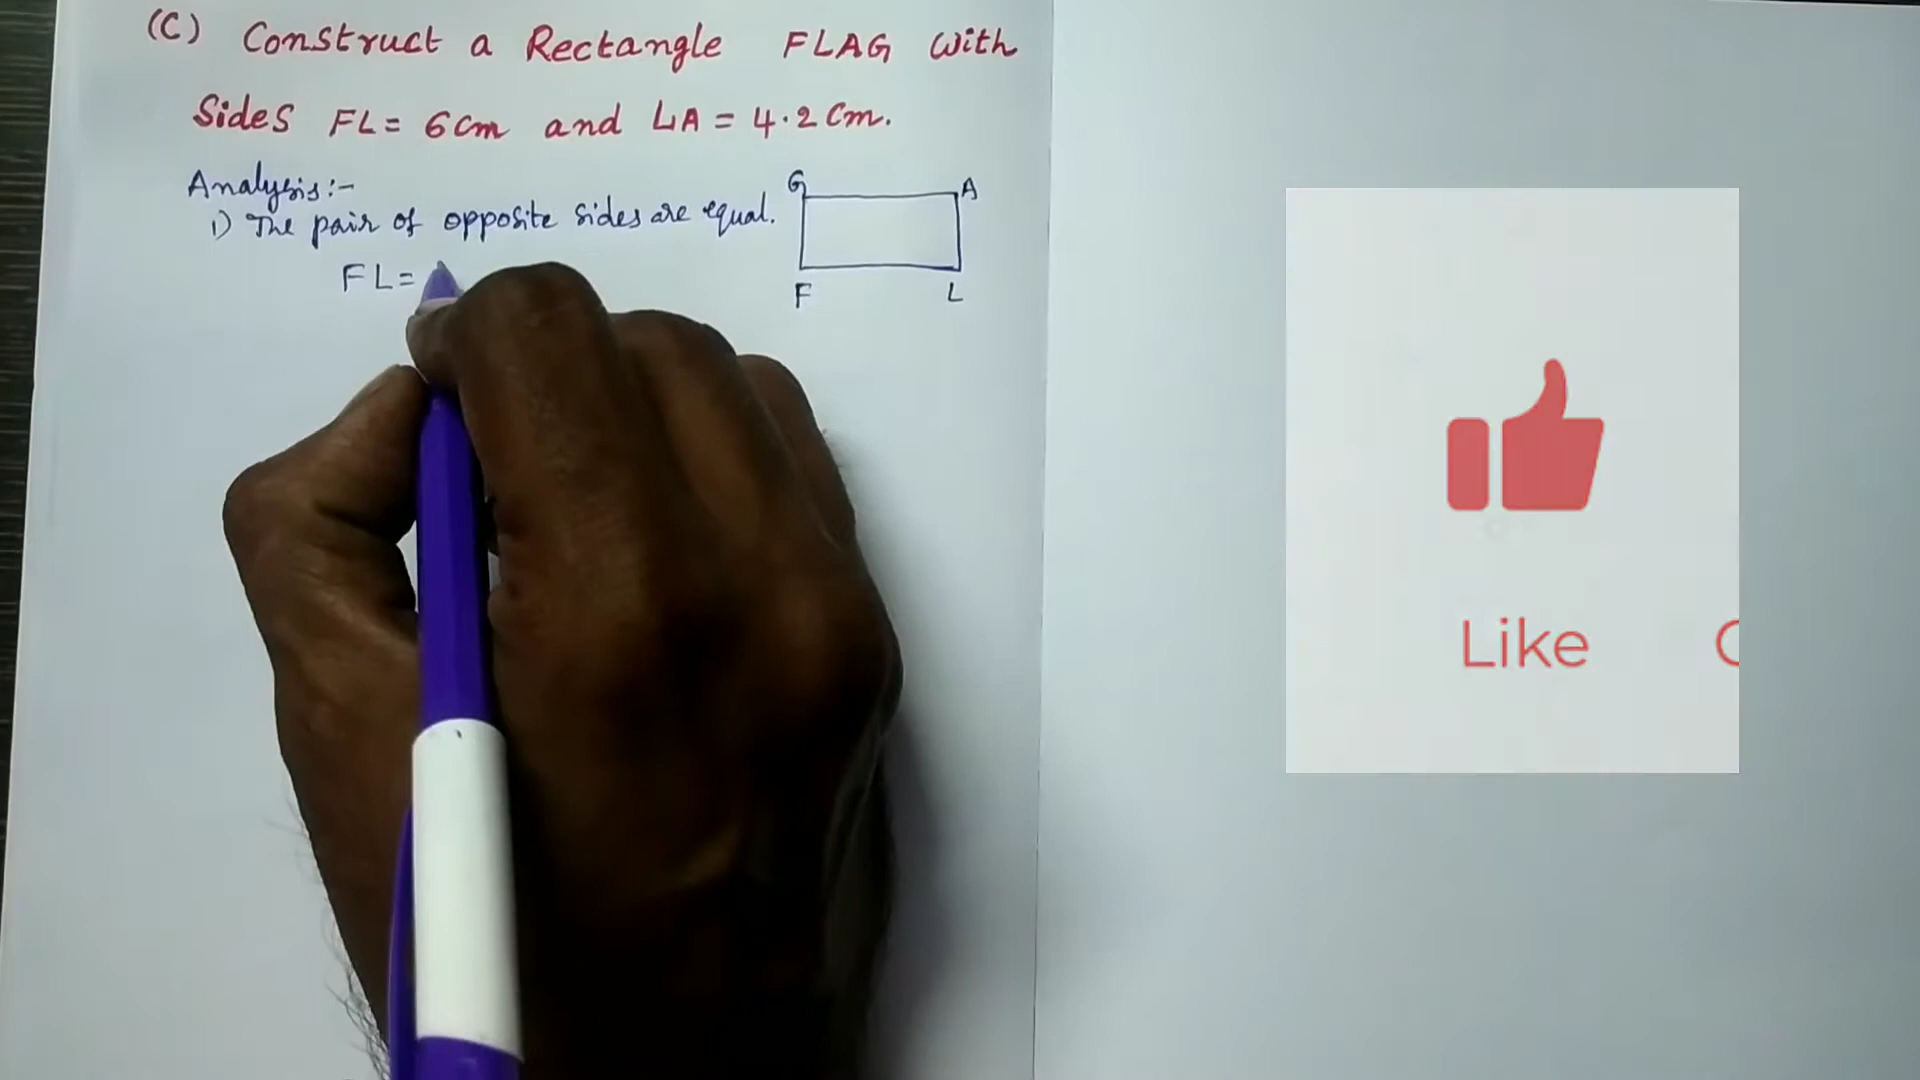 (C) Construct a Rectangle FLAG with
Sides FL = 6cm and LA = 4.2cm.
Analysis:-
i) The pair of opposite sides are equal.
FL =
G A
F L
Like